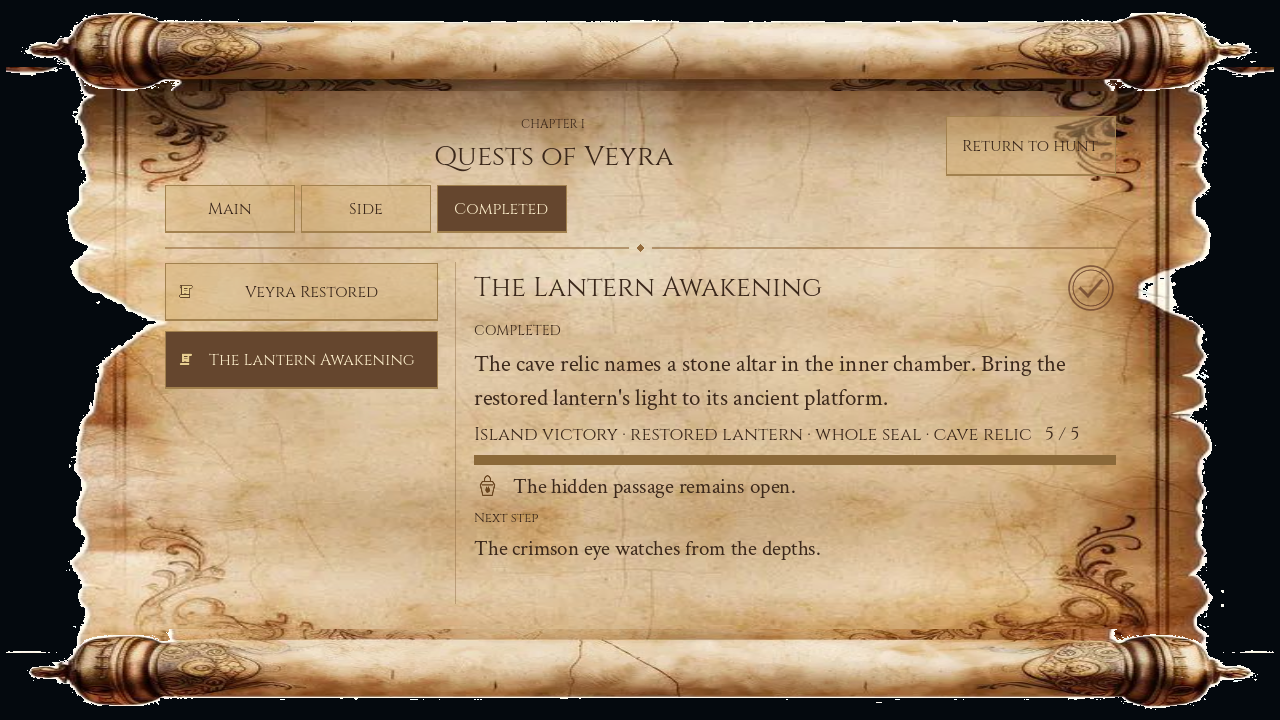 Chapter I
Quests of Veyra
Return to Hunt
Main
Side
Completed
Veyra Restored
The Lantern Awakening
The Lantern Awakening
Completed
The cave relic names a stone altar in the inner chamber. Bring the
restored lantern's light to its ancient platform.
Island victory · restored lantern · whole seal · cave relic 5 / 5
The hidden passage remains open.
Next step
The crimson eye watches from the depths.